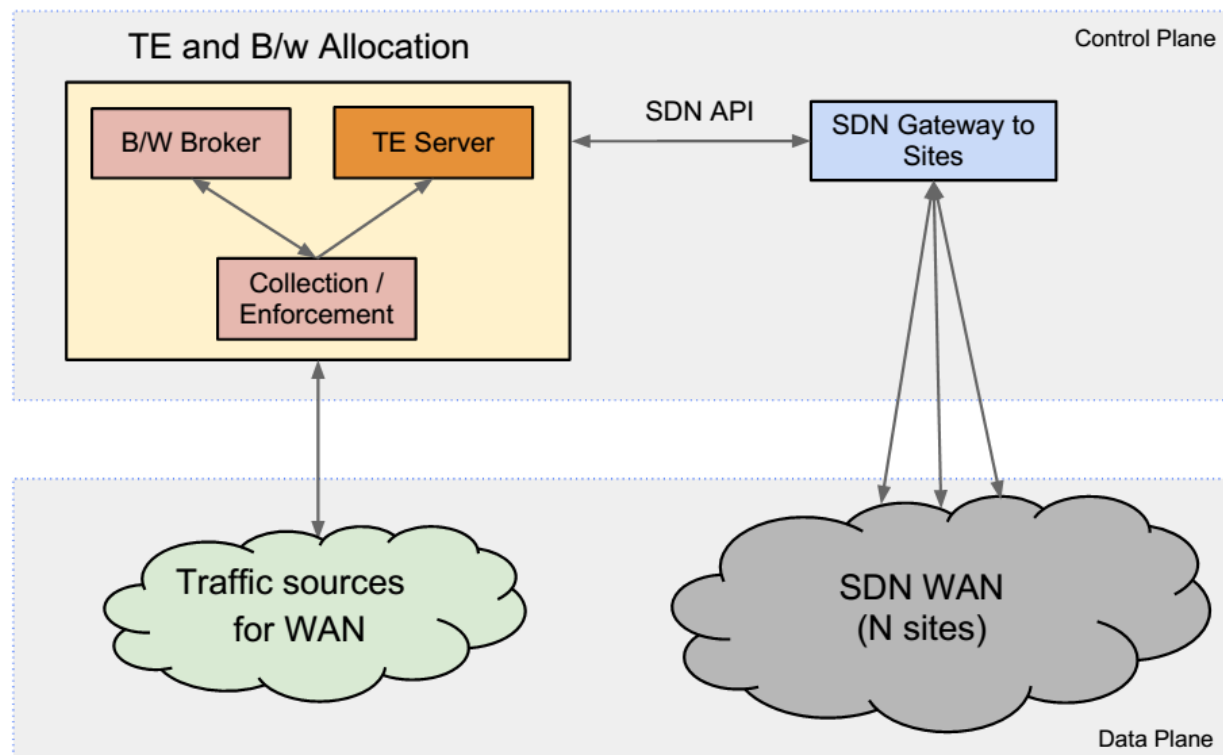 TE and B/w Allocation
Control Plane
B/W Broker
TE Server
SDN API
SDN Gateway to
Sites
Collection /
Enforcement
Traffic sources
for WAN
SDN WAN
(N sites)
Data Plane